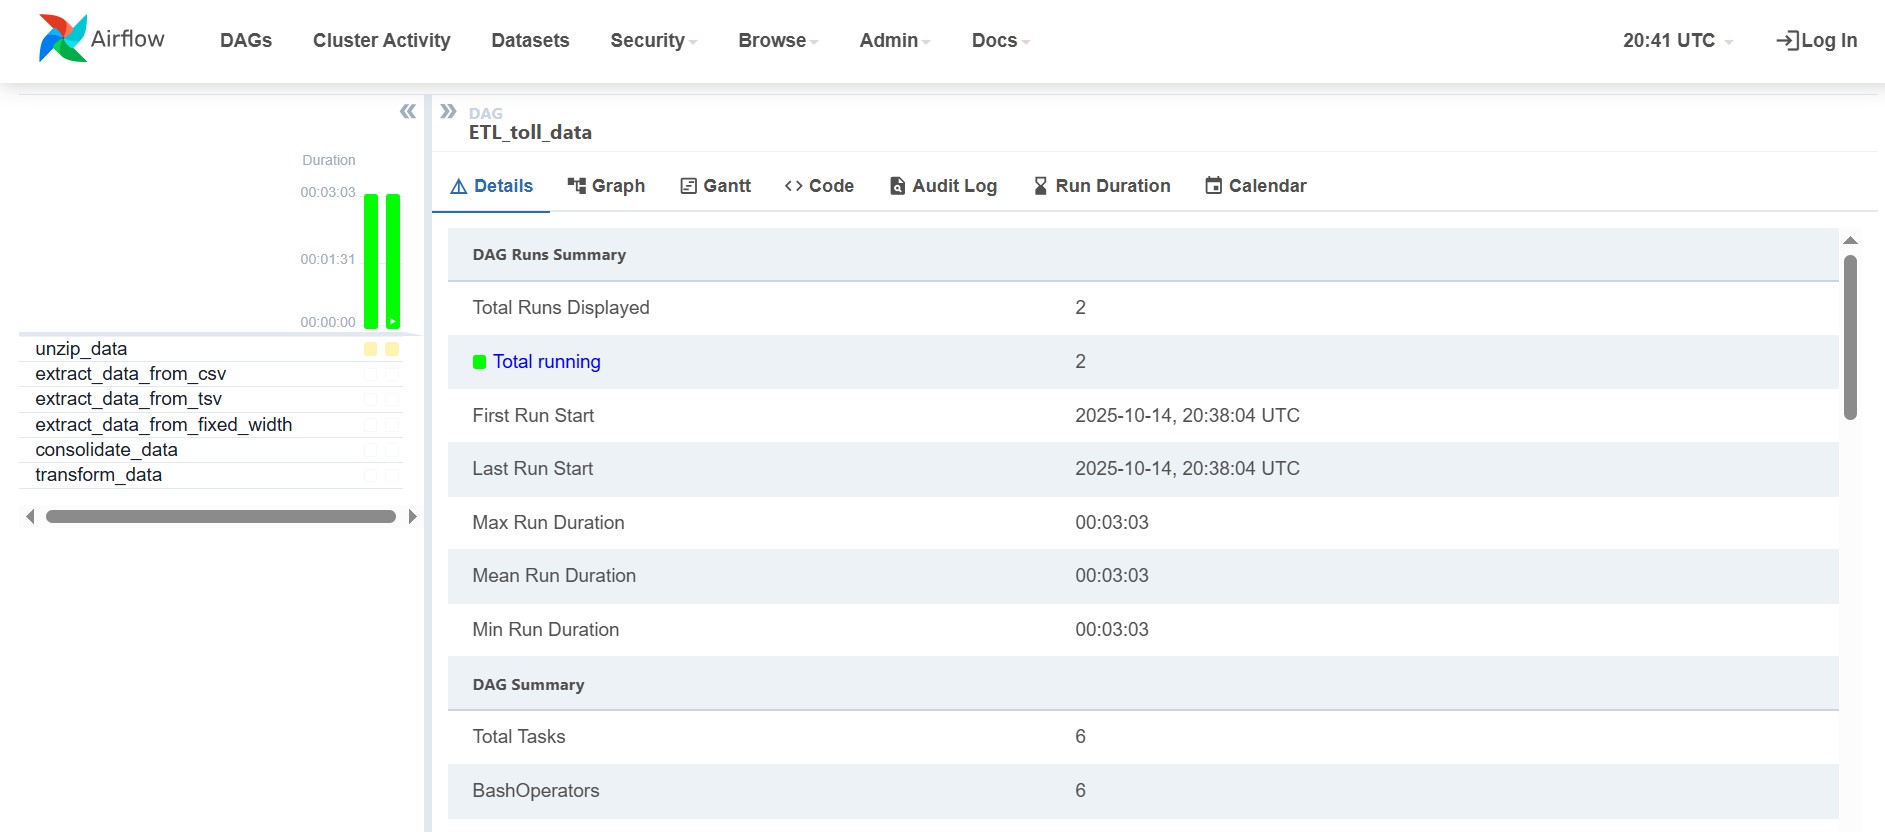 Airflow DAGs Cluster Activity Datasets Security Browse Admin Docs 20:41 UTC Log In
DAG
ETL_toll_data
Duration
00:03:03
00:01:31
00:00:00
unzip_data
extract_data_from_csv
extract_data_from_tsv
extract_data_from_fixed_width
consolidate_data
transform_data
Details Graph Gantt Code Audit Log Run Duration Calendar
DAG Runs Summary
Total Runs Displayed 2
Total running 2
First Run Start 2025-10-14, 20:38:04 UTC
Last Run Start 2025-10-14, 20:38:04 UTC
Max Run Duration 00:03:03
Mean Run Duration 00:03:03
Min Run Duration 00:03:03
DAG Summary
Total Tasks 6
BashOperators 6